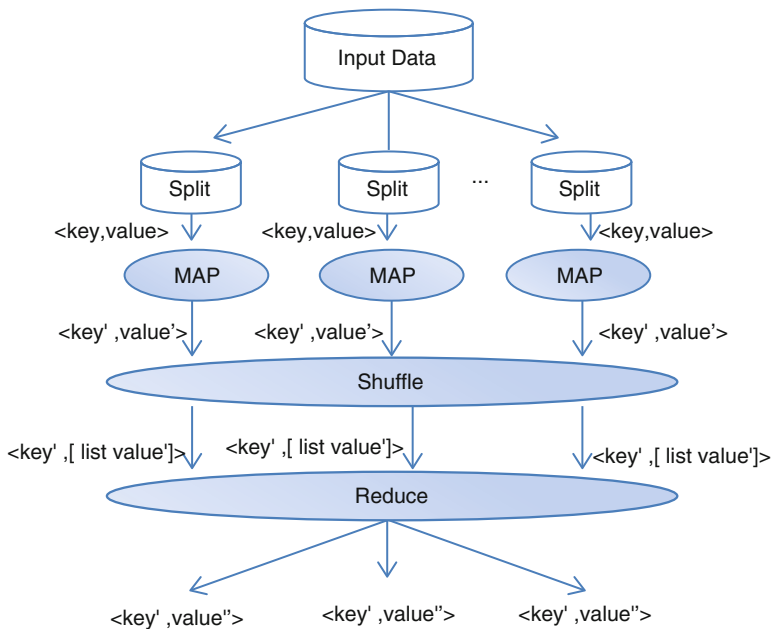 Input Data
Split
Split
...
Split
<key,value>
<key,value>
<key,value>
MAP
MAP
MAP
<key' ,value'>
<key' ,value'>
<key' ,value'>
Shuffle
<key' ,[ list value']>
<key' ,[ list value']>
<key' ,[ list value']>
Reduce
<key' ,value''>
<key' ,value''>
<key' ,value''>